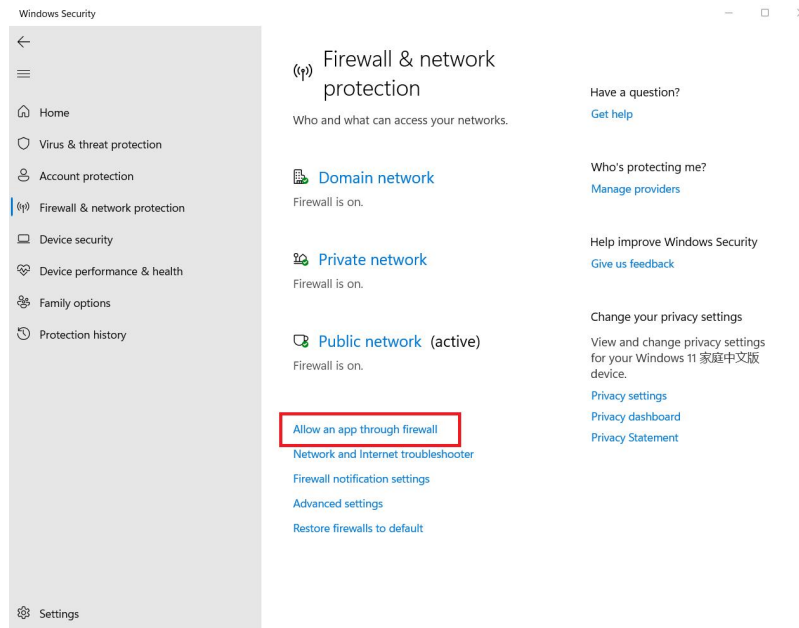 Windows Security
Home
Virus & threat protection
Account protection
Firewall & network protection
Device security
Device performance & health
Family options
Protection history
Settings
Firewall & network
protection
Who and what can access your networks.
Domain network
Firewall is on.
Private network
Firewall is on.
Public network (active)
Firewall is on.
Allow an app through firewall
Network and Internet troubleshooter
Firewall notification settings
Advanced settings
Restore firewalls to default
Have a question?
Get help
Who's protecting me?
Manage providers
Help improve Windows Security
Give us feedback
Change your privacy settings
View and change privacy settings
for your Windows 11 家庭中文版
device.
Privacy settings
Privacy dashboard
Privacy Statement